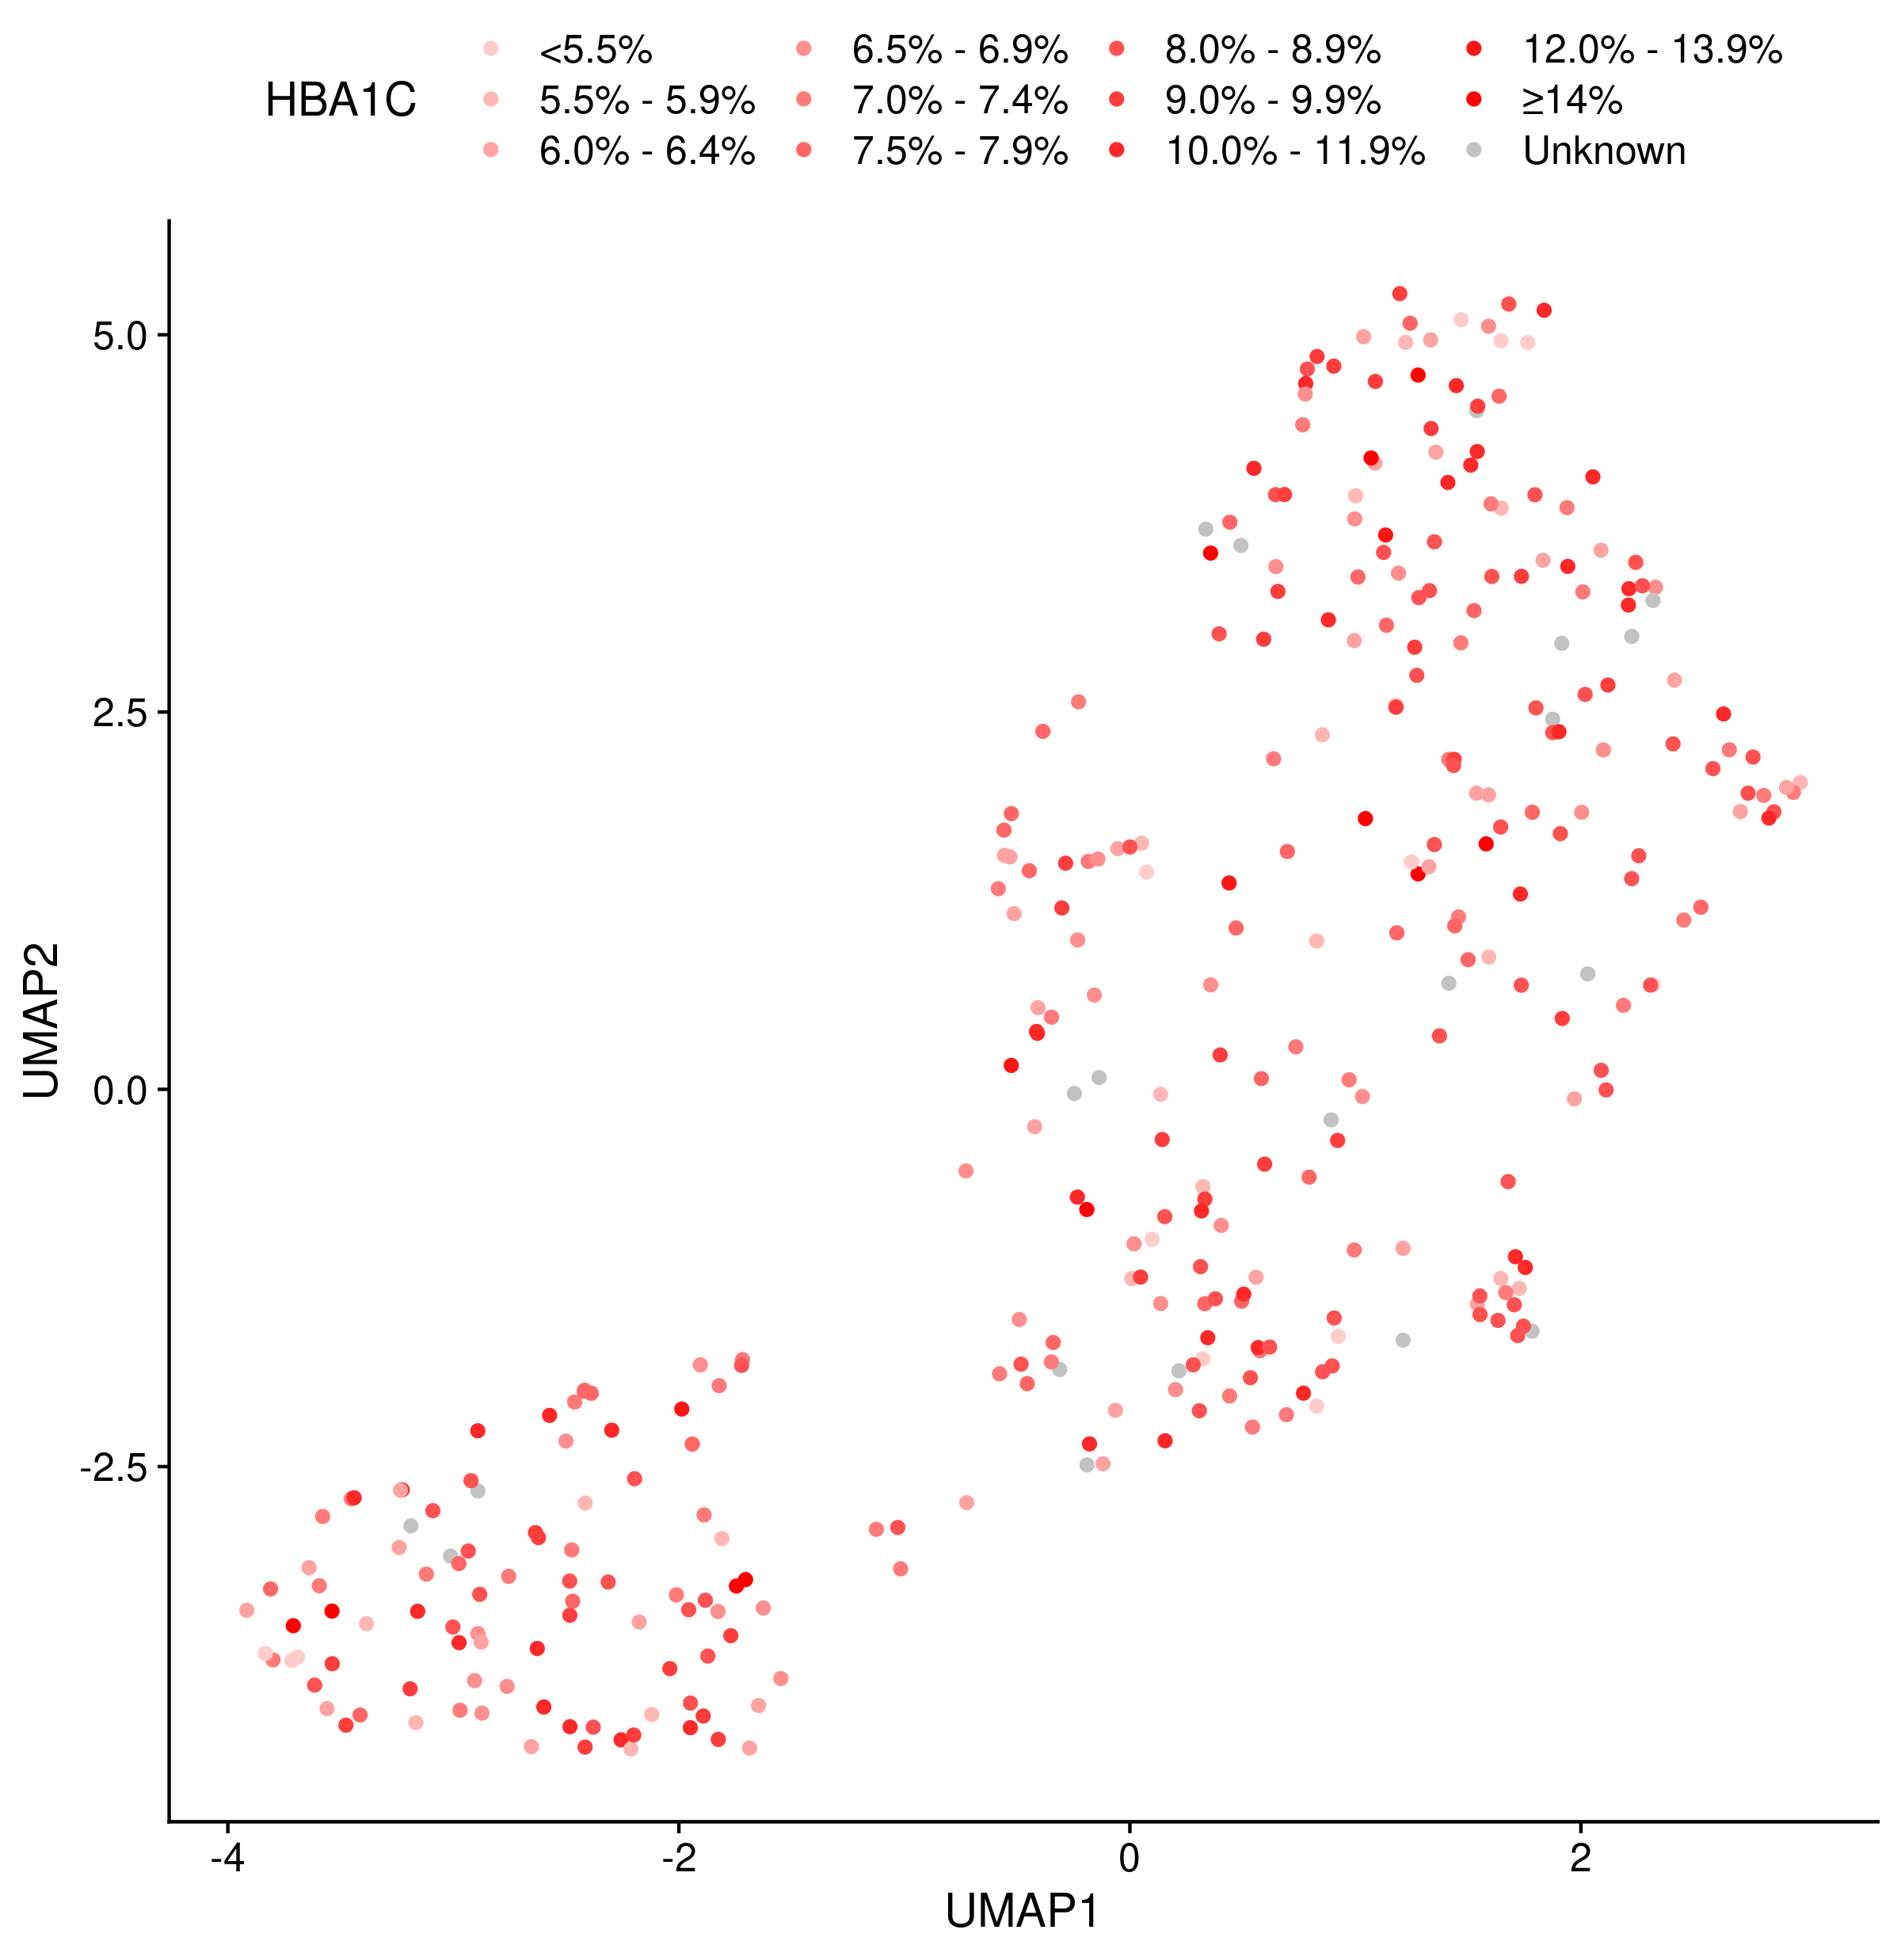 HBA1C
<5.5% 6.5% - 6.9% 8.0% - 8.9% 12.0% - 13.9%
5.5% - 5.9% 7.0% - 7.4% 9.0% - 9.9% ≥14%
6.0% - 6.4% 7.5% - 7.9% 10.0% - 11.9% Unknown
UMAP2
5.0
2.5
0.0
-2.5
-4 -2 0 2
UMAP1